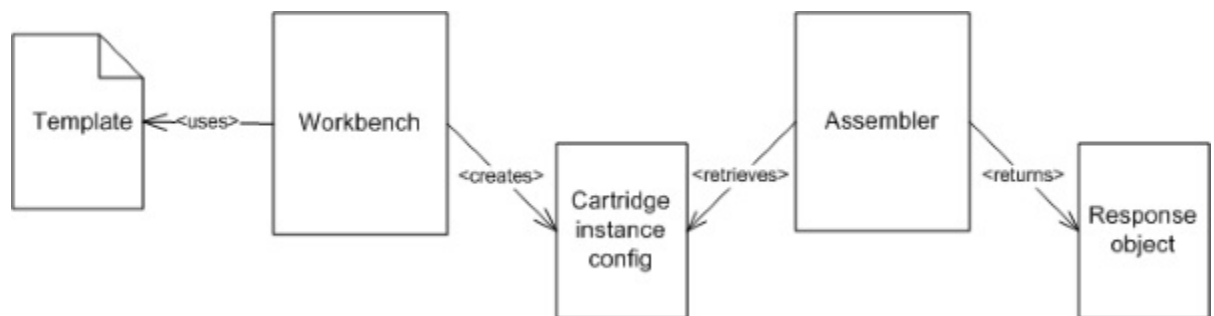 Template
<uses>
Workbench
<creates>
Cartridge
instance
config
<retrieves>
Assembler
<returns>
Response
object